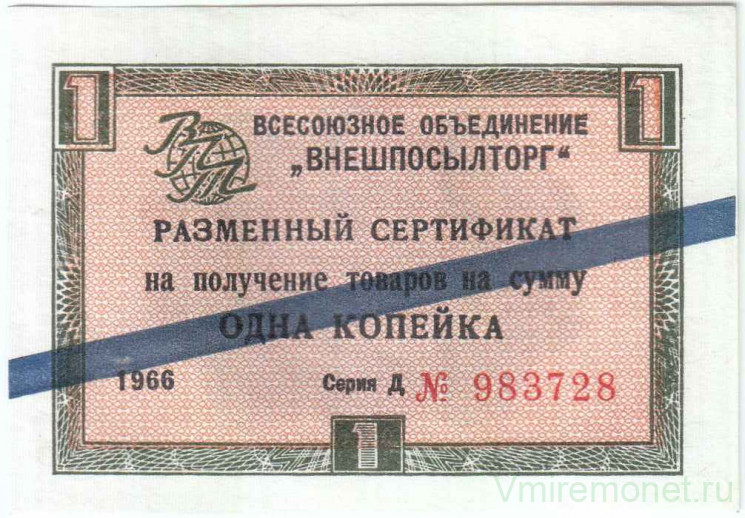 1 1
ВПТ
ВСЕСОЮЗНОЕ ОБЪЕДИНЕНИЕ
„ВНЕШПОСЫЛТОРГ“
РАЗМЕННЫЙ СЕРТИФИКАТ
на получение товаров на сумму
ОДНА КОПЕЙКА
1966 Серия Д № 983728
1
Vmiremonet.ru